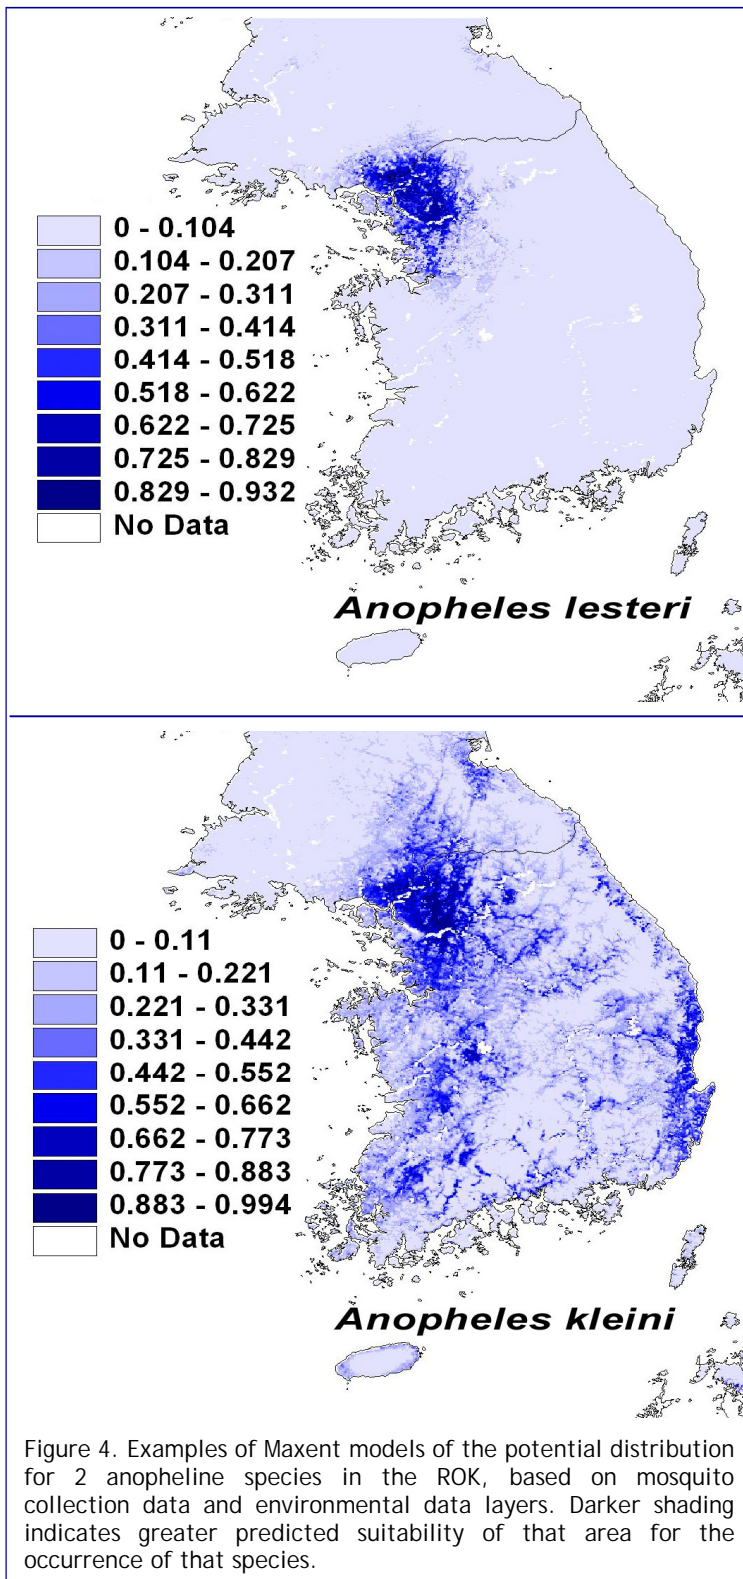 0 - 0.104
0.104 - 0.207
0.207 - 0.311
0.311 - 0.414
0.414 - 0.518
0.518 - 0.622
0.622 - 0.725
0.725 - 0.829
0.829 - 0.932
No Data
Anopheles lesteri
0 - 0.11
0.11 - 0.221
0.221 - 0.331
0.331 - 0.442
0.442 - 0.552
0.552 - 0.662
0.662 - 0.773
0.773 - 0.883
0.883 - 0.994
No Data
Anopheles kleini
Figure 4. Examples of Maxent models of the potential distribution
for 2 anopheline species in the ROK, based on mosquito
collection data and environmental data layers. Darker shading
indicates greater predicted suitability of that area for the
occurrence of that species.